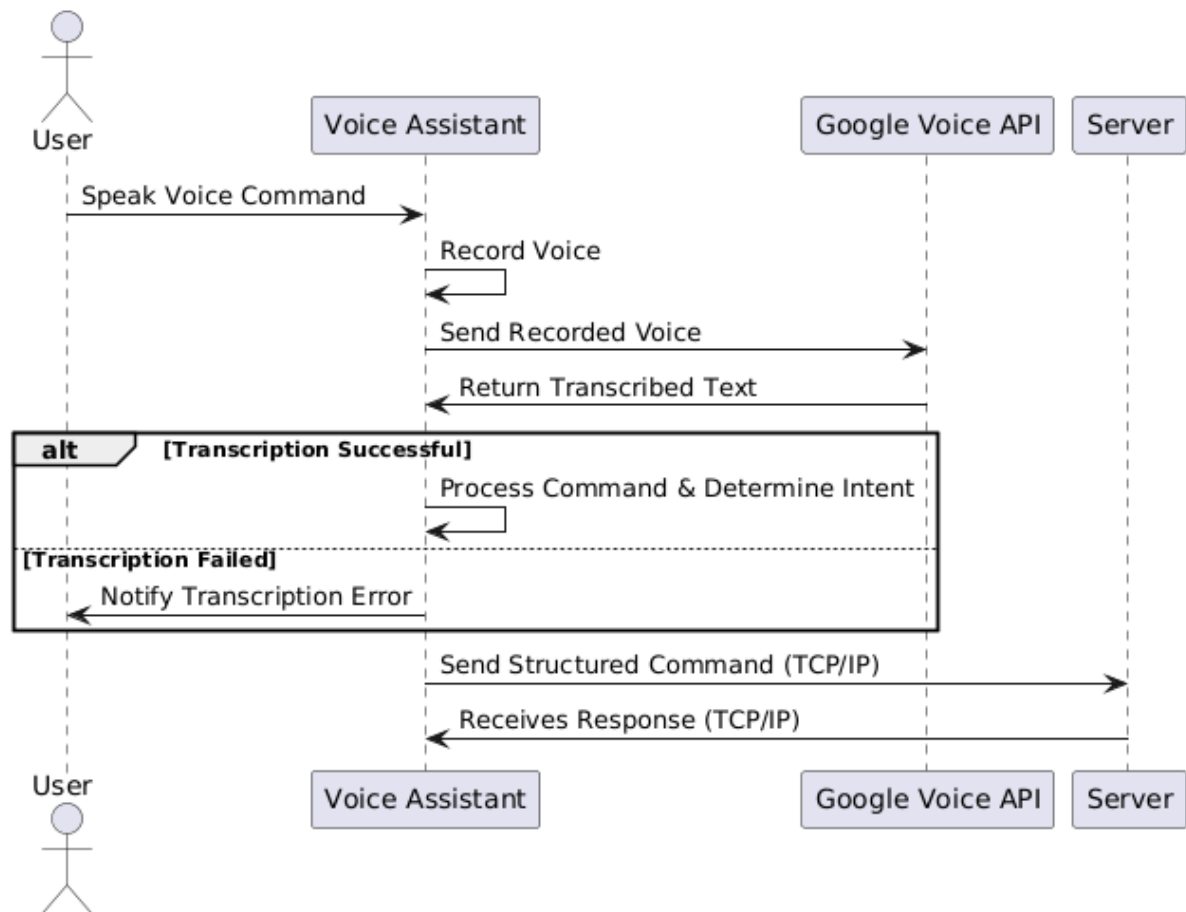 User
Voice Assistant
Google Voice API
Server
Speak Voice Command
Record Voice
Send Recorded Voice
Return Transcribed Text
alt
[Transcription Successful]
Process Command & Determine Intent
[Transcription Failed]
Notify Transcription Error
Send Structured Command (TCP/IP)
Receives Response (TCP/IP)
User
Voice Assistant
Google Voice API
Server